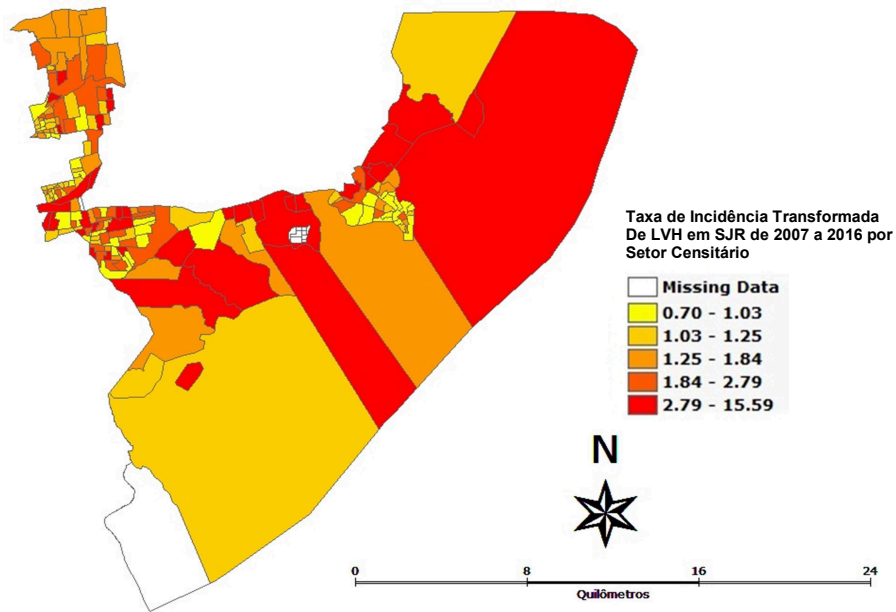 Taxa de Incidência Transformada
De LVH em SJR de 2007 a 2016 por
Setor Censitário
Missing Data
0.70 - 1.03
1.03 - 1.25
1.25 - 1.84
1.84 - 2.79
2.79 - 15.59
N
0 8 16 24
Quilômetros